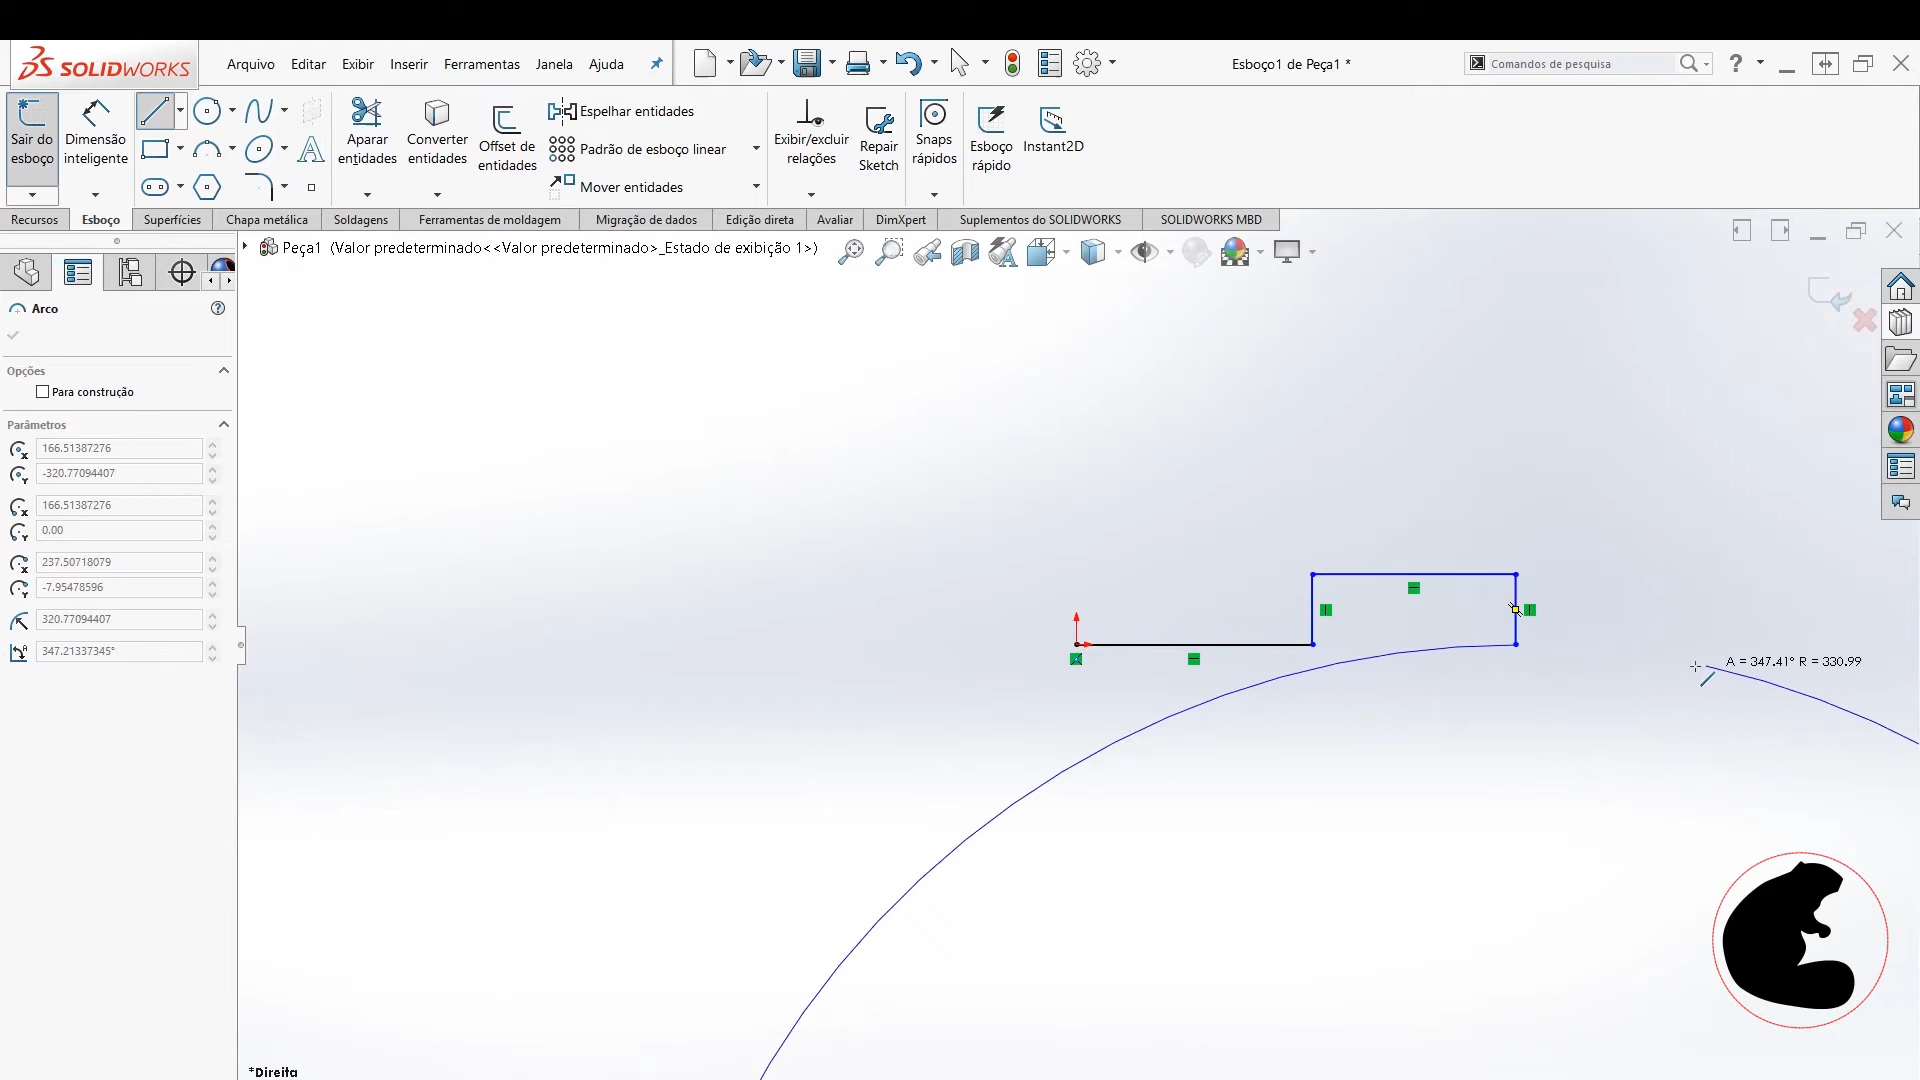 SOLIDWORKS
Arquivo Editar Exibir Inserir Ferramentas Janela Ajuda
Esboço1 de Peça1 *
Comandos de pesquisa
?
Sair do
esboço
Dimensão
inteligente
Aparar
entidades
Converter
entidades
Offset de
entidades
Espelhar entidades
Padrão de esboço linear
Mover entidades
Exibir/excluir
relações
Repair
Sketch
Snaps
rápidos
Esboço
rápido
Instant2D
Recursos Esboço Superfícies Chapa metálica Soldagens Ferramentas de moldagem Migração de dados Edição direta Avaliar DimXpert Suplementos do SOLIDWORKS SOLIDWORKS MBD
Peça1 (Valor predeterminado<<Valor predeterminado>_Estado de exibição 1>)
Arco
Opções
Para construção
Parâmetros
166.51387276
-320.77094407
166.51387276
0.00
237.50718079
-7.95478596
320.77094407
347.21337345°
A = 347.41° R = 330.99
*Direita